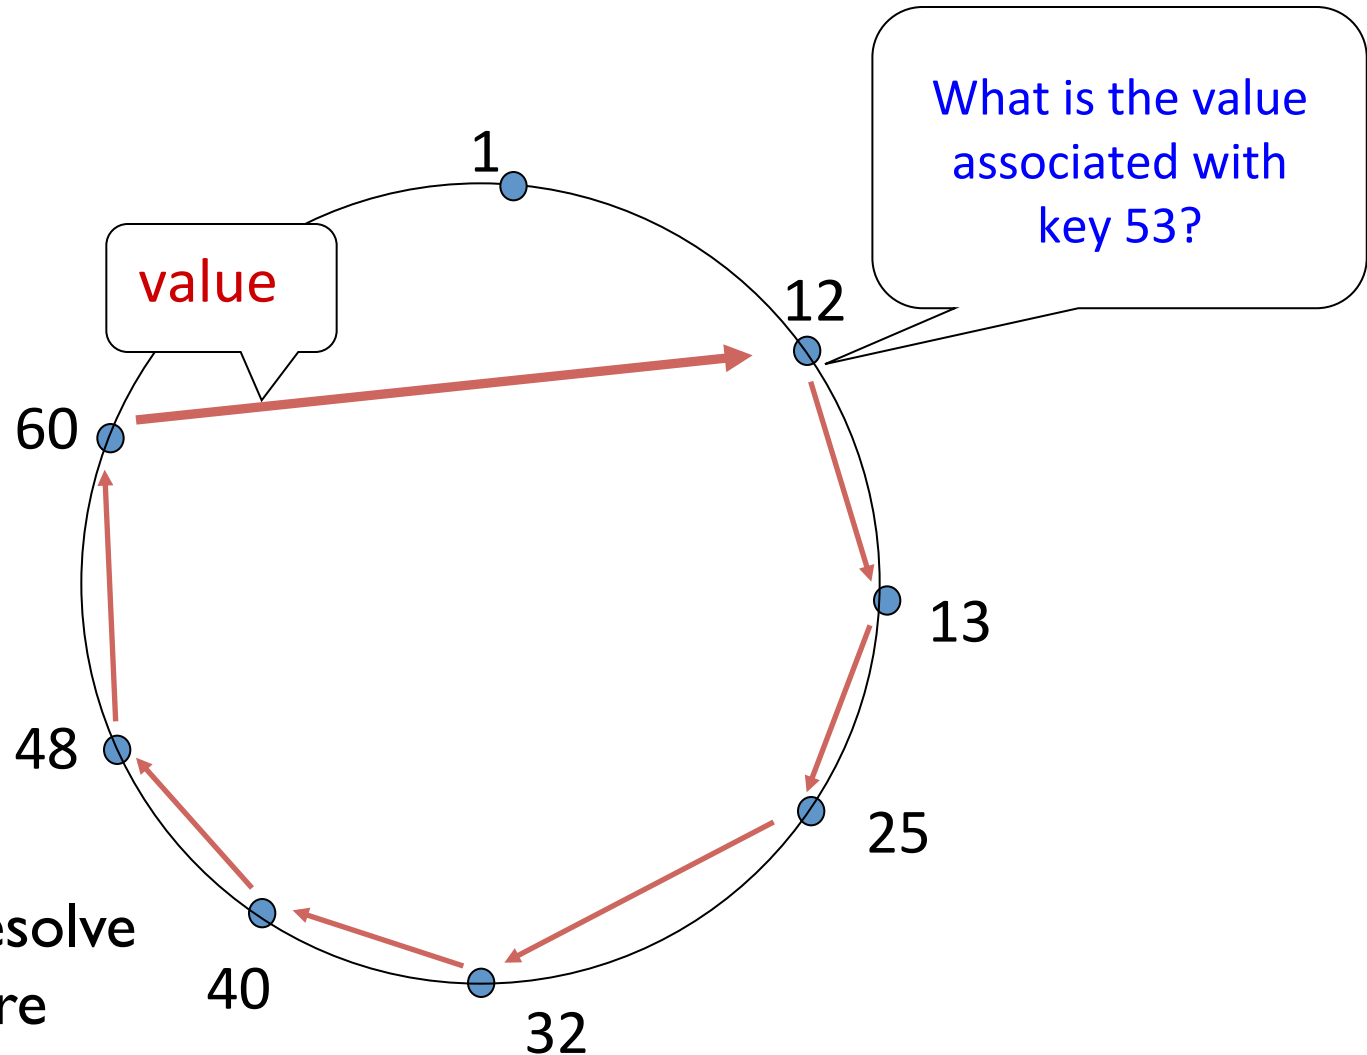 What is the value
associated with
key 53?
1
value
12
60
13
48
25
esolve
40
re
32